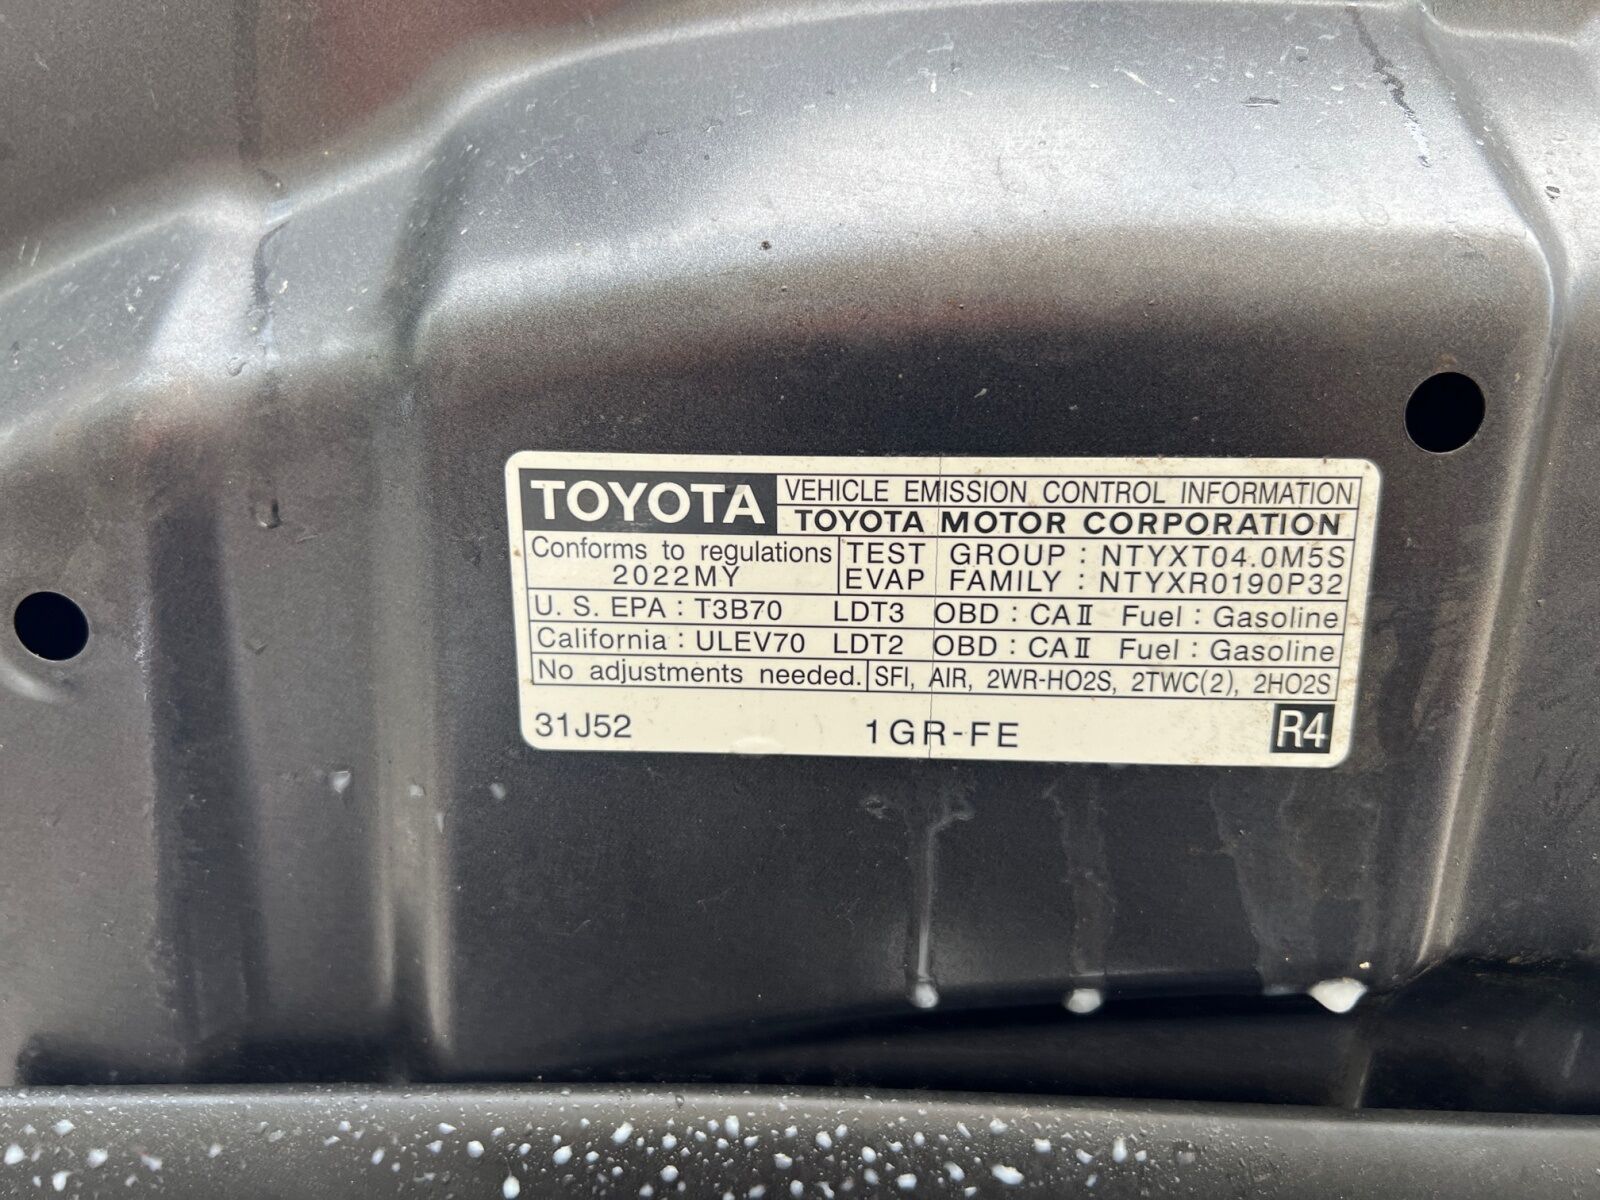 TOYOTA VEHICLE EMISSION CONTROL INFORMATION
TOYOTA MOTOR CORPORATION
Conforms to regulations TEST GROUP : NTYXT04.0M5S
2022MY EVAP FAMILY : NTYXR0190P32
U. S. EPA : T3B70 LDT3 OBD : CAⅡ Fuel : Gasoline
California : ULEV70 LDT2 OBD : CAⅡ Fuel : Gasoline
No adjustments needed. SFI, AIR, 2WR-HO2S, 2TWC(2), 2HO2S
31J52 1GR-FE R4